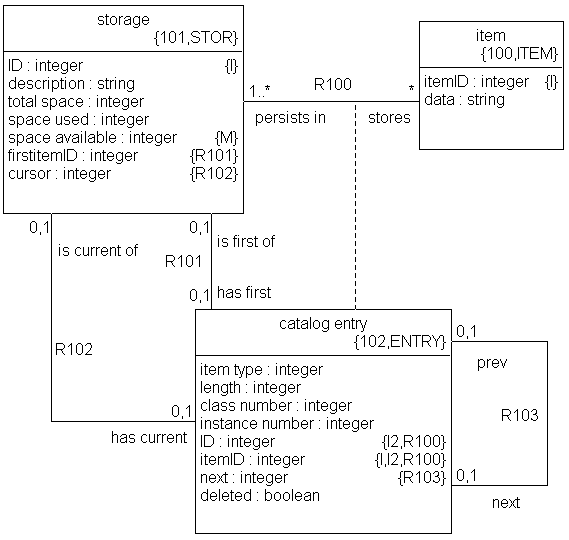 storage
{101,STOR}
ID : integer {I}
description : string
total space : integer
space used : integer
space available : integer {M}
firstitemID : integer {R101}
cursor : integer {R102}
item
{100,ITEM}
itemID : integer {I}
data : string
R100
1..* *
persists in stores
0,1 0,1
is current of
is first of
R101
0,1 has first
R102
0,1
has current
catalog entry
{102,ENTRY}
item type : integer
length : integer
class number : integer
instance number : integer
ID : integer {I2,R100}
itemID : integer {I,I2,R100}
next : integer {R103}
deleted : boolean
0,1
prev
R103
0,1
next